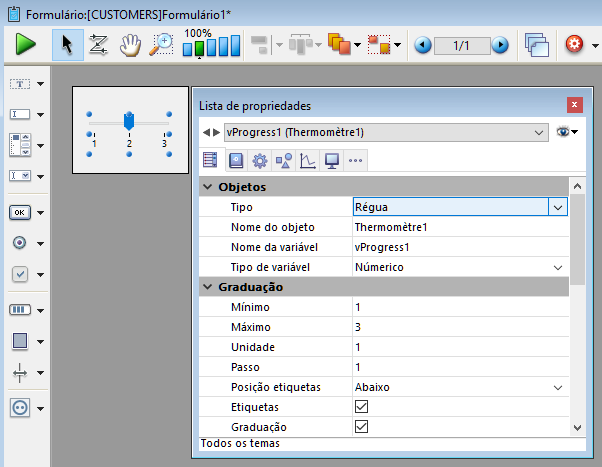 Formulário:[CUSTOMERS]Formulário1*
100%
1/1
T
OK
1 2 3
Lista de propriedades
vProgress1 (Thermomètre1)
Objetos
Tipo Régua
Nome do objeto Thermomètre1
Nome da variável vProgress1
Tipo de variável Númerico
Graduação
Mínimo 1
Máximo 3
Unidade 1
Passo 1
Posição etiquetas Abaixo
Etiquetas
Graduação
Todos os temas